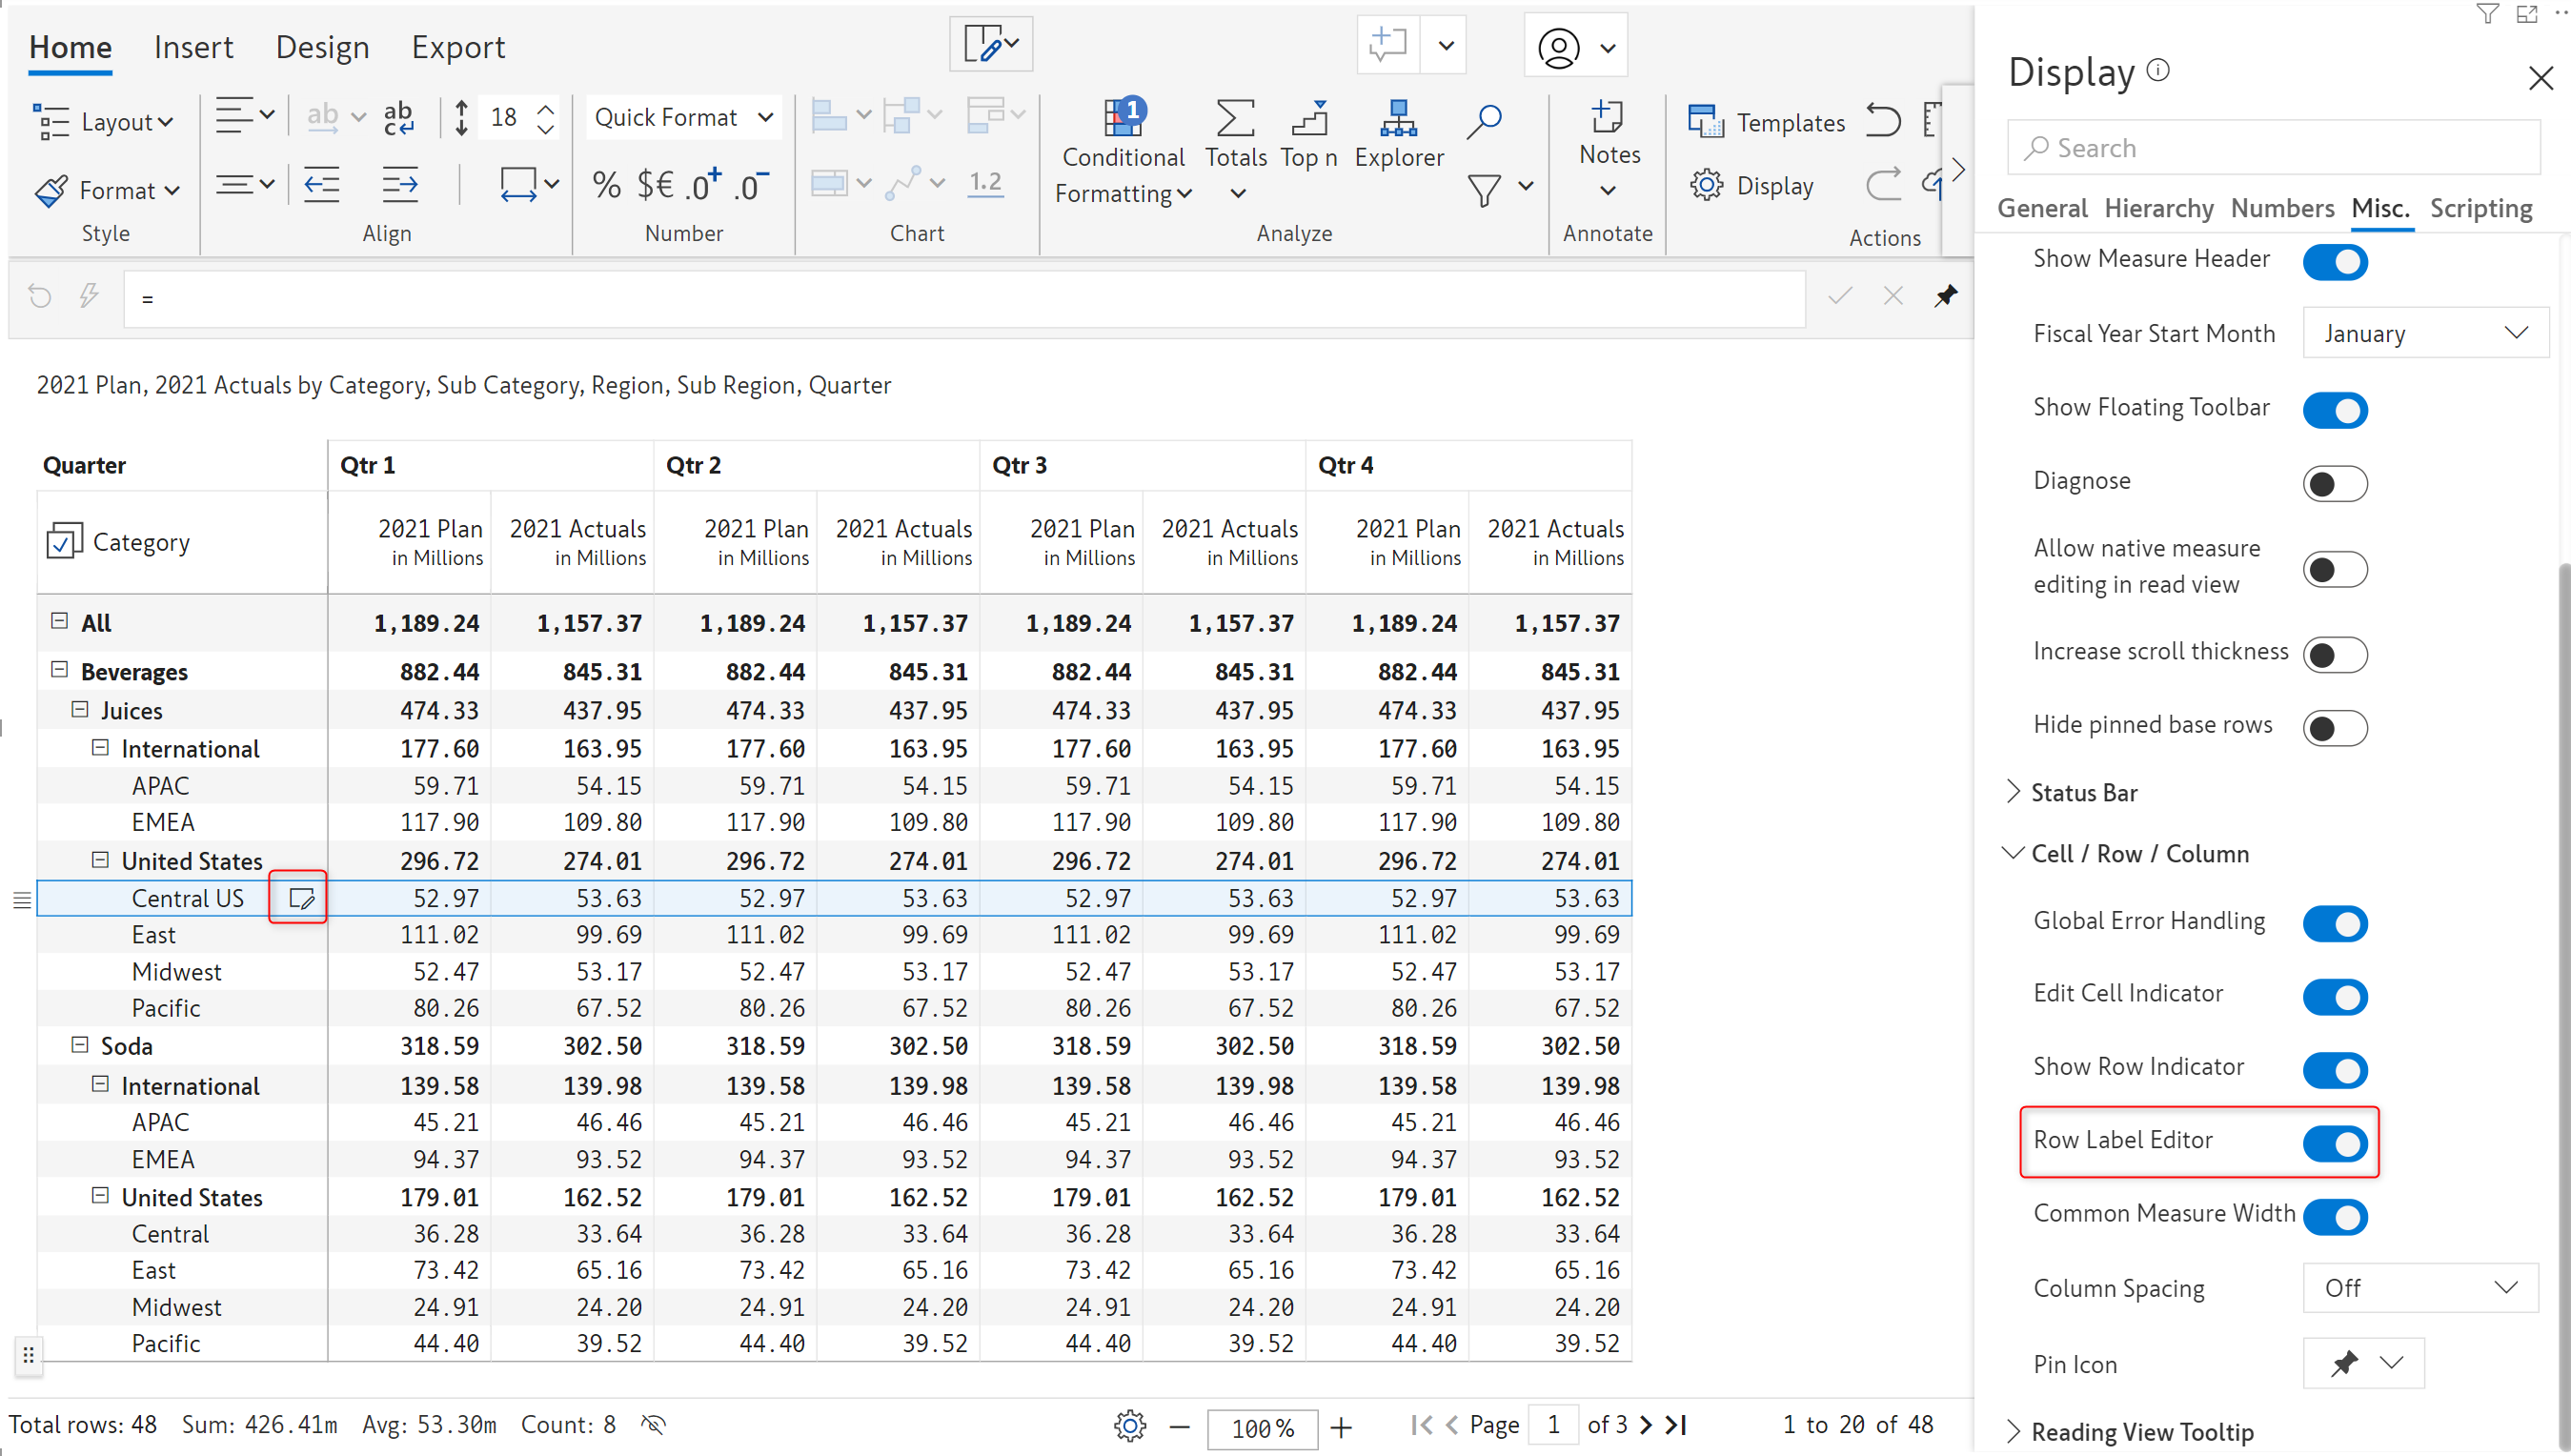 Home Insert Design Export
Layout ab ab c 18 Quick Format Conditional Formatting 1 Totals Top n Explorer Notes Templates
Format % $€ .0+ .0- 1.2 Display
Style Align Number Chart Analyze Annotate Actions
=
2021 Plan, 2021 Actuals by Category, Sub Category, Region, Sub Region, Quarter
Quarter Qtr 1 Qtr 2 Qtr 3 Qtr 4
Category 2021 Plan 2021 Actuals 2021 Plan 2021 Actuals 2021 Plan 2021 Actuals 2021 Plan 2021 Actuals
in Millions in Millions in Millions in Millions in Millions in Millions in Millions in Millions
All 1,189.24 1,157.37 1,189.24 1,157.37 1,189.24 1,157.37 1,189.24 1,157.37
Beverages 882.44 845.31 882.44 845.31 882.44 845.31 882.44 845.31
Juices 474.33 437.95 474.33 437.95 474.33 437.95 474.33 437.95
International 177.60 163.95 177.60 163.95 177.60 163.95 177.60 163.95
APAC 59.71 54.15 59.71 54.15 59.71 54.15 59.71 54.15
EMEA 117.90 109.80 117.90 109.80 117.90 109.80 117.90 109.80
United States 296.72 274.01 296.72 274.01 296.72 274.01 296.72 274.01
Central US 52.97 53.63 52.97 53.63 52.97 53.63 52.97 53.63
East 111.02 99.69 111.02 99.69 111.02 99.69 111.02 99.69
Midwest 52.47 53.17 52.47 53.17 52.47 53.17 52.47 53.17
Pacific 80.26 67.52 80.26 67.52 80.26 67.52 80.26 67.52
Soda 318.59 302.50 318.59 302.50 318.59 302.50 318.59 302.50
International 139.58 139.98 139.58 139.98 139.58 139.98 139.58 139.98
APAC 45.21 46.46 45.21 46.46 45.21 46.46 45.21 46.46
EMEA 94.37 93.52 94.37 93.52 94.37 93.52 94.37 93.52
United States 179.01 162.52 179.01 162.52 179.01 162.52 179.01 162.52
Central 36.28 33.64 36.28 33.64 36.28 33.64 36.28 33.64
East 73.42 65.16 73.42 65.16 73.42 65.16 73.42 65.16
Midwest 24.91 24.20 24.91 24.20 24.91 24.20 24.91 24.20
Pacific 44.40 39.52 44.40 39.52 44.40 39.52 44.40 39.52
Total rows: 48 Sum: 426.41m Avg: 53.30m Count: 8 100 % Page 1 of 3 1 to 20 of 48
Display
Search
General Hierarchy Numbers Misc. Scripting
Show Measure Header
Fiscal Year Start Month January
Show Floating Toolbar
Diagnose
Allow native measure
editing in read view
Increase scroll thickness
Hide pinned base rows
Status Bar
Cell / Row / Column
Global Error Handling
Edit Cell Indicator
Show Row Indicator
Row Label Editor
Common Measure Width
Column Spacing Off
Pin Icon
Reading View Tooltip